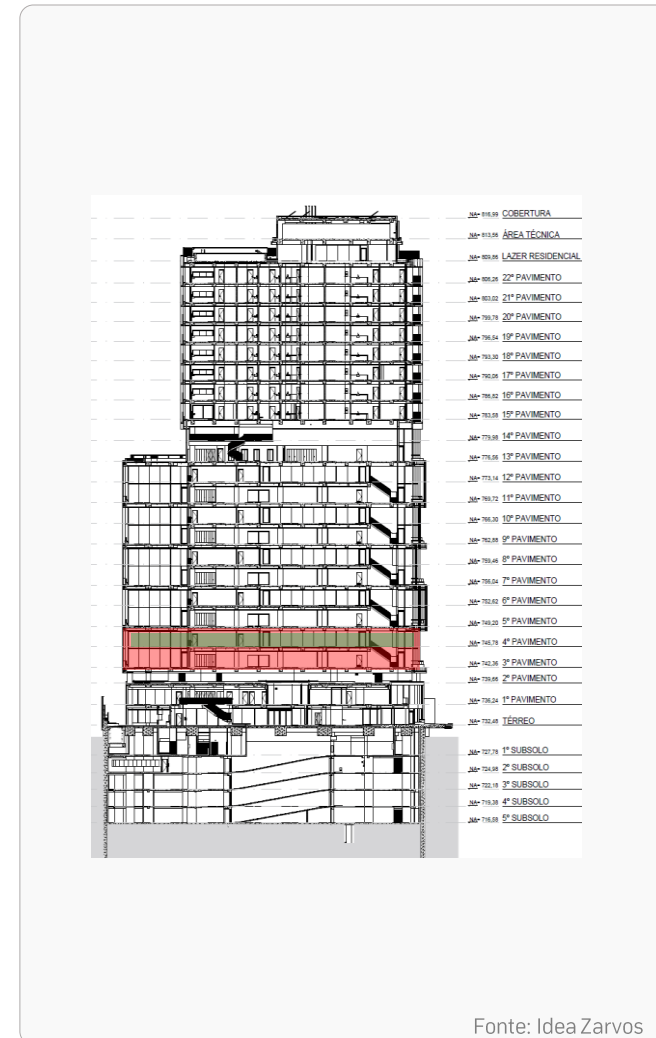 NA= 816,99 COBERTURA
NA= 813,56 ÁREA TÉCNICA
NA= 809,86 LAZER RESIDENCIAL
NA= 806,26 22º PAVIMENTO
NA= 803,02 21º PAVIMENTO
NA= 799,78 20º PAVIMENTO
NA= 796,54 19º PAVIMENTO
NA= 793,30 18º PAVIMENTO
NA= 790,06 17º PAVIMENTO
NA= 786,82 16º PAVIMENTO
NA= 783,58 15º PAVIMENTO
NA= 779,98 14º PAVIMENTO
NA= 776,56 13º PAVIMENTO
NA= 773,14 12º PAVIMENTO
NA= 769,72 11º PAVIMENTO
NA= 766,30 10º PAVIMENTO
NA= 762,88 9º PAVIMENTO
NA= 759,46 8º PAVIMENTO
NA= 756,04 7º PAVIMENTO
NA= 752,62 6º PAVIMENTO
NA= 749,20 5º PAVIMENTO
NA= 745,78 4º PAVIMENTO
NA= 742,36 3º PAVIMENTO
NA= 739,66 2º PAVIMENTO
NA= 735,24 1º PAVIMENTO
NA= 732,48 TÉRREO
NA= 727,78 1º SUBSOLO
NA= 724,98 2º SUBSOLO
NA= 722,18 3º SUBSOLO
NA= 719,38 4º SUBSOLO
NA= 716,58 5º SUBSOLO
Fonte: Idea Zarvos